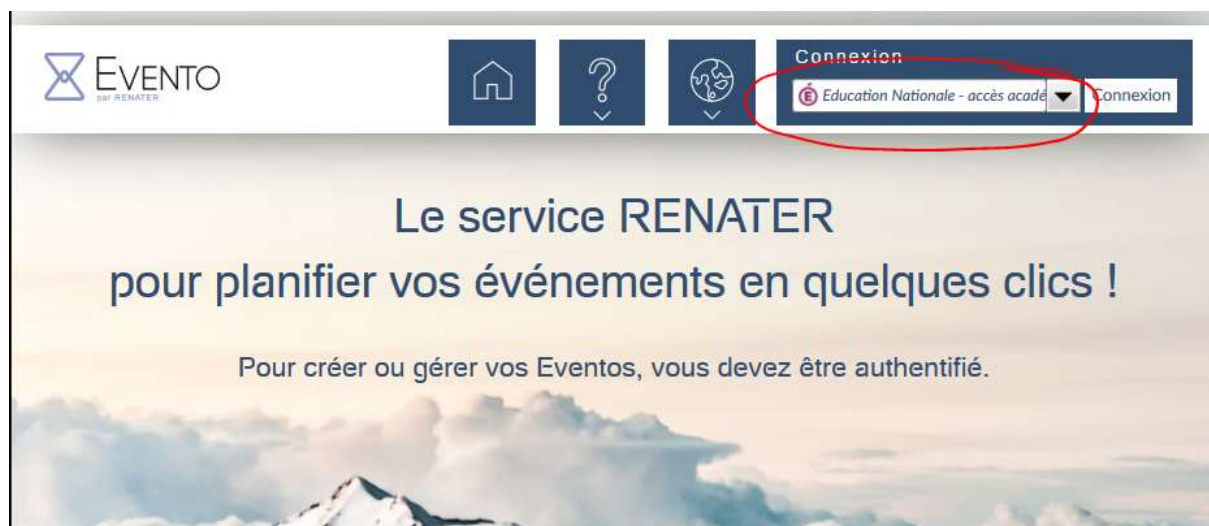 EVENTO
par RENATER
?
Connexion
É Education Nationale - accès acadé
Connexion
Le service RENATER
pour planifier vos événements en quelques clics !
Pour créer ou gérer vos Eventos, vous devez être authentifié.